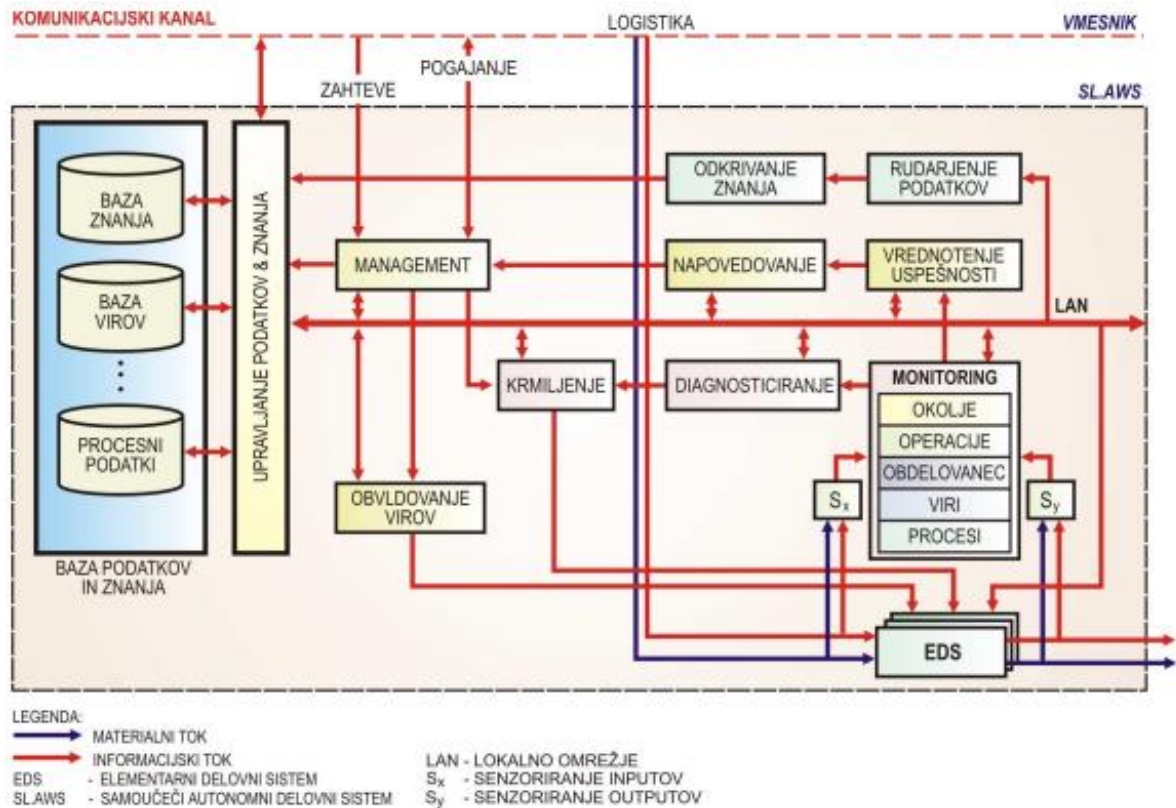 KOMUNIKACIJSKI KANAL
LOGISTIKA
VMESNIK
POGAJANJE
ZAHTEVE
SL.AWS
BAZA
ZNANJA
BAZA
VIROV
PROCESNI
PODATKI
BAZA PODATKOV
IN ZNANJA
UPRAVLJANJE PODATKOV & ZNANJA
ODKRIVANJE
ZNANJA
RUDARJENJE
PODATKOV
MANAGEMENT
NAPOVEDOVANJE
VREDNOTENJE
USPEŠNOSTI
LAN
KRMILJENJE
DIAGNOSTICIRANJE
MONITORING
OKOLJE
OPERACIJE
OBDELOVANEC
VIRI
PROCESI
Sx
Sy
OBVLDOVANJE
VIROV
EDS
LEGENDA:
MATERIALNI TOK
INFORMACIJSKI TOK
EDS - ELEMENTARNI DELOVNI SISTEM
SL.AWS - SAMOUČEČI AUTONOMNI DELOVNI SISTEM
LAN - LOKALNO OMREŽJE
Sx - SENZORIRANJE INPUTOV
Sy - SENZORIRANJE OUTPUTOV